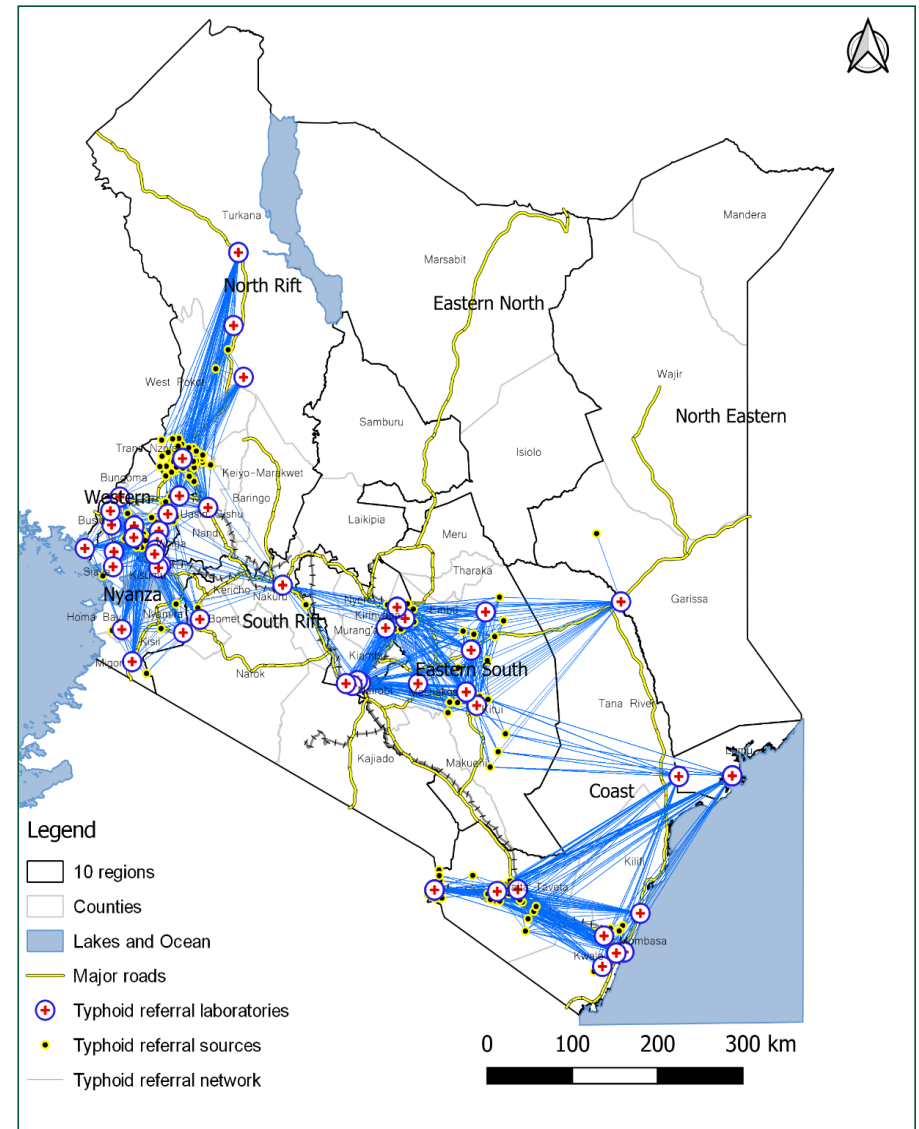 Turkana
Mandera
Marsabit
North Rift
Eastern North
West Pokot
Wajir
North Eastern
Samburu
Isiolo
Keiyo-Marakwet
Bungoma
Western
Baringo
Laikipia
Meru
Nandi
Tharaka
Siaya
Kisumu
Kericho
Nakuru
Nyeri
Embu
Garissa
Nyanza
Homa Bay
Nyamira
Bomet
South Rift
Murang'a
Kisii
Kiambu
Eastern South
Migori
Narok
Nairobi
Machakos
Kitui
Tana River
Kajiado
Makueni
Lamu
Coast
Kilifi
Taita Taveta
Mombasa
Kwale
Legend
10 regions
Counties
Lakes and Ocean
Major roads
Typhoid referral laboratories
Typhoid referral sources
Typhoid referral network
0 100 200 300 km